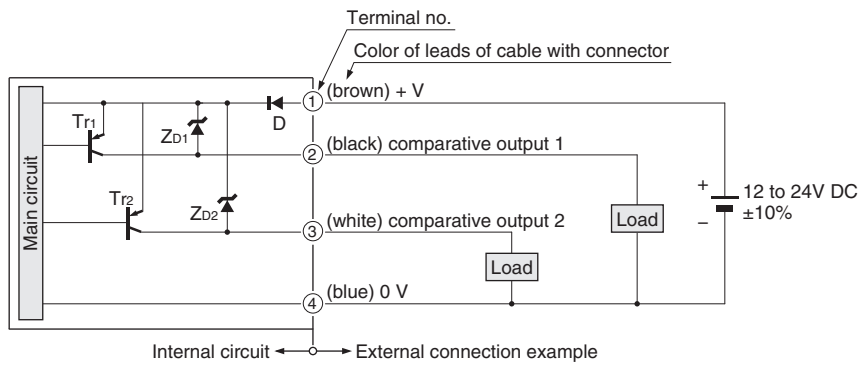 Terminal no.
Color of leads of cable with connector
1 (brown) + V
D
Tr1
ZD1
2 (black) comparative output 1
Main circuit
Tr2
ZD2
3 (white) comparative output 2
Load
Load
+
12 to 24V DC
±10%
−
4 (blue) 0 V
Internal circuit
External connection example